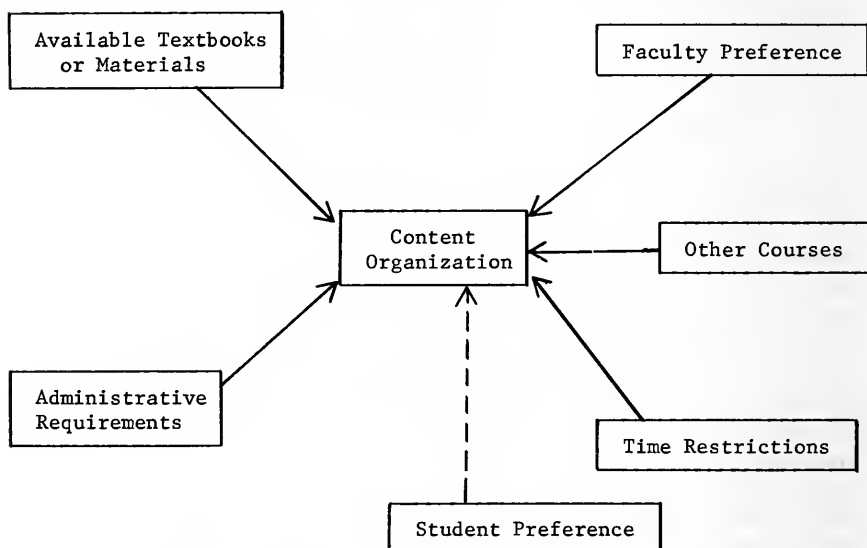 Available Textbooks
or Materials
Faculty Preference
Content
Organization
Other Courses
Administrative
Requirements
Time Restrictions
Student Preference